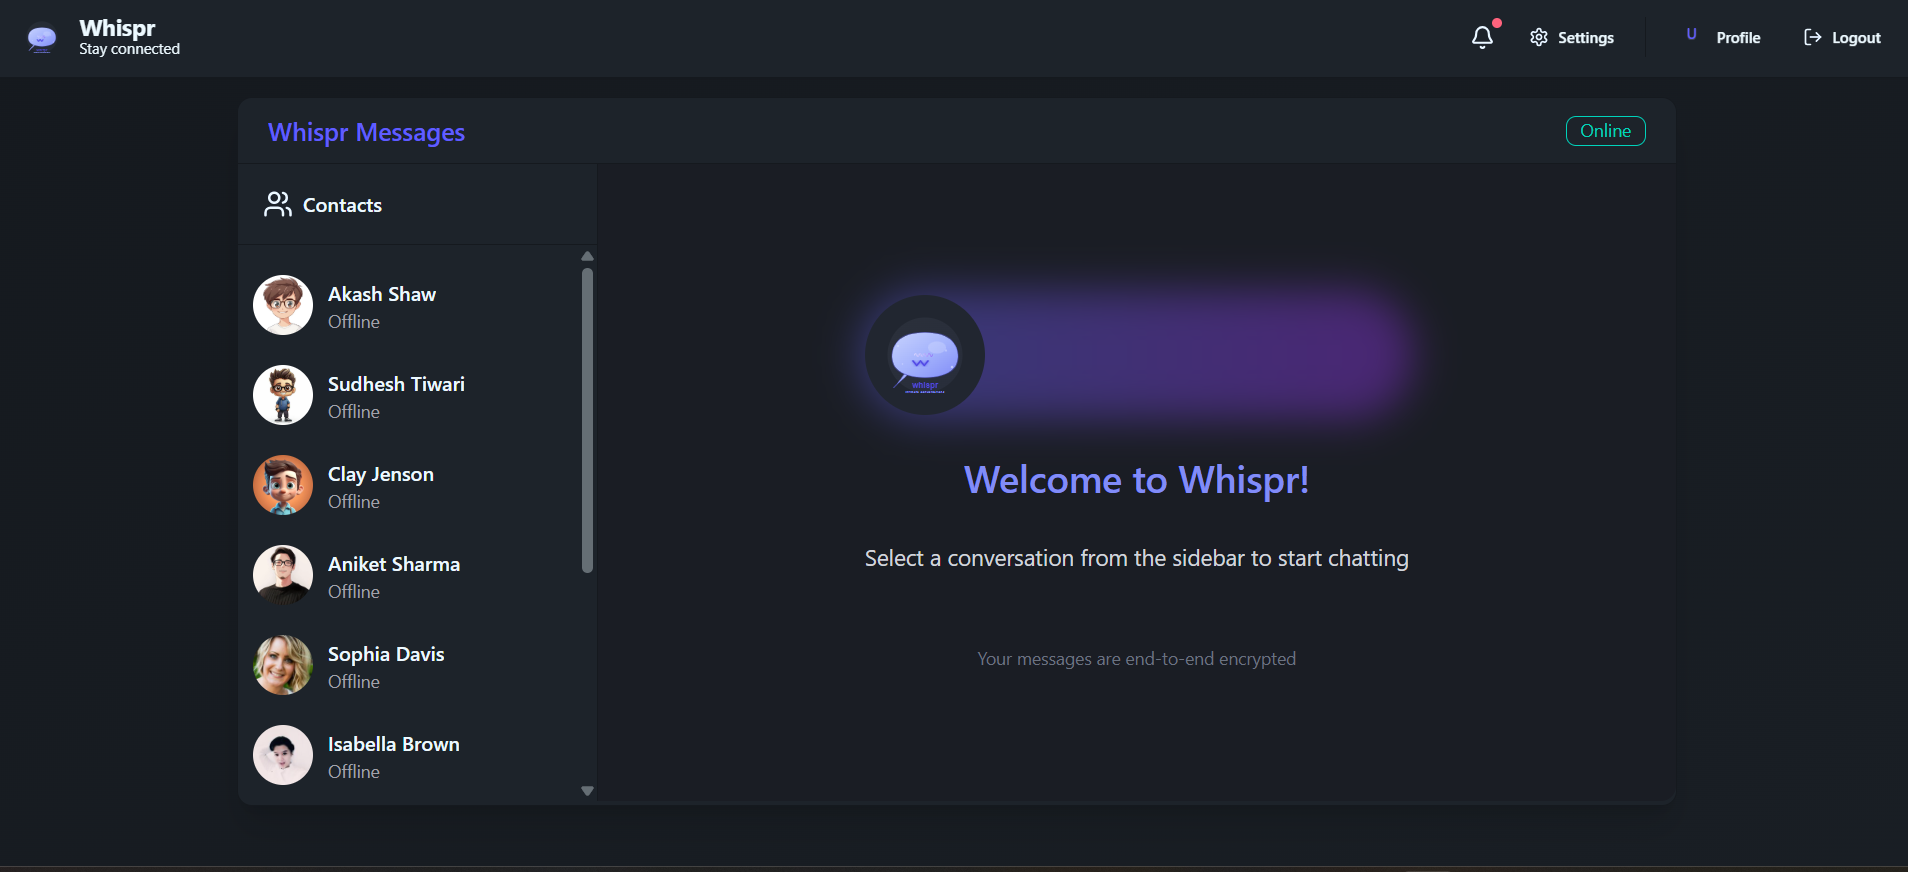 Whispr
Stay connected
Settings
U
Profile
Logout
Whispr Messages
Online
Contacts
Akash Shaw
Offline
Sudhesh Tiwari
Offline
Clay Jenson
Offline
Aniket Sharma
Offline
Sophia Davis
Offline
Isabella Brown
Offline
whispr
Welcome to Whispr!
Select a conversation from the sidebar to start chatting
Your messages are end-to-end encrypted